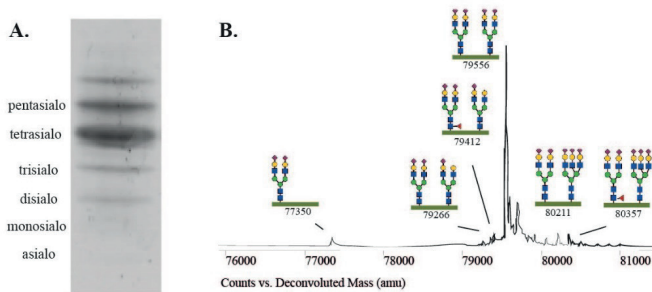 A.
pentasialo
tetrasialo
trisialo
disialo
monosialo
asialo
B.
79556
79412
77350
79266
80211
80357
76000 77000 78000 79000 80000 81000
Counts vs. Deconvoluted Mass (amu)